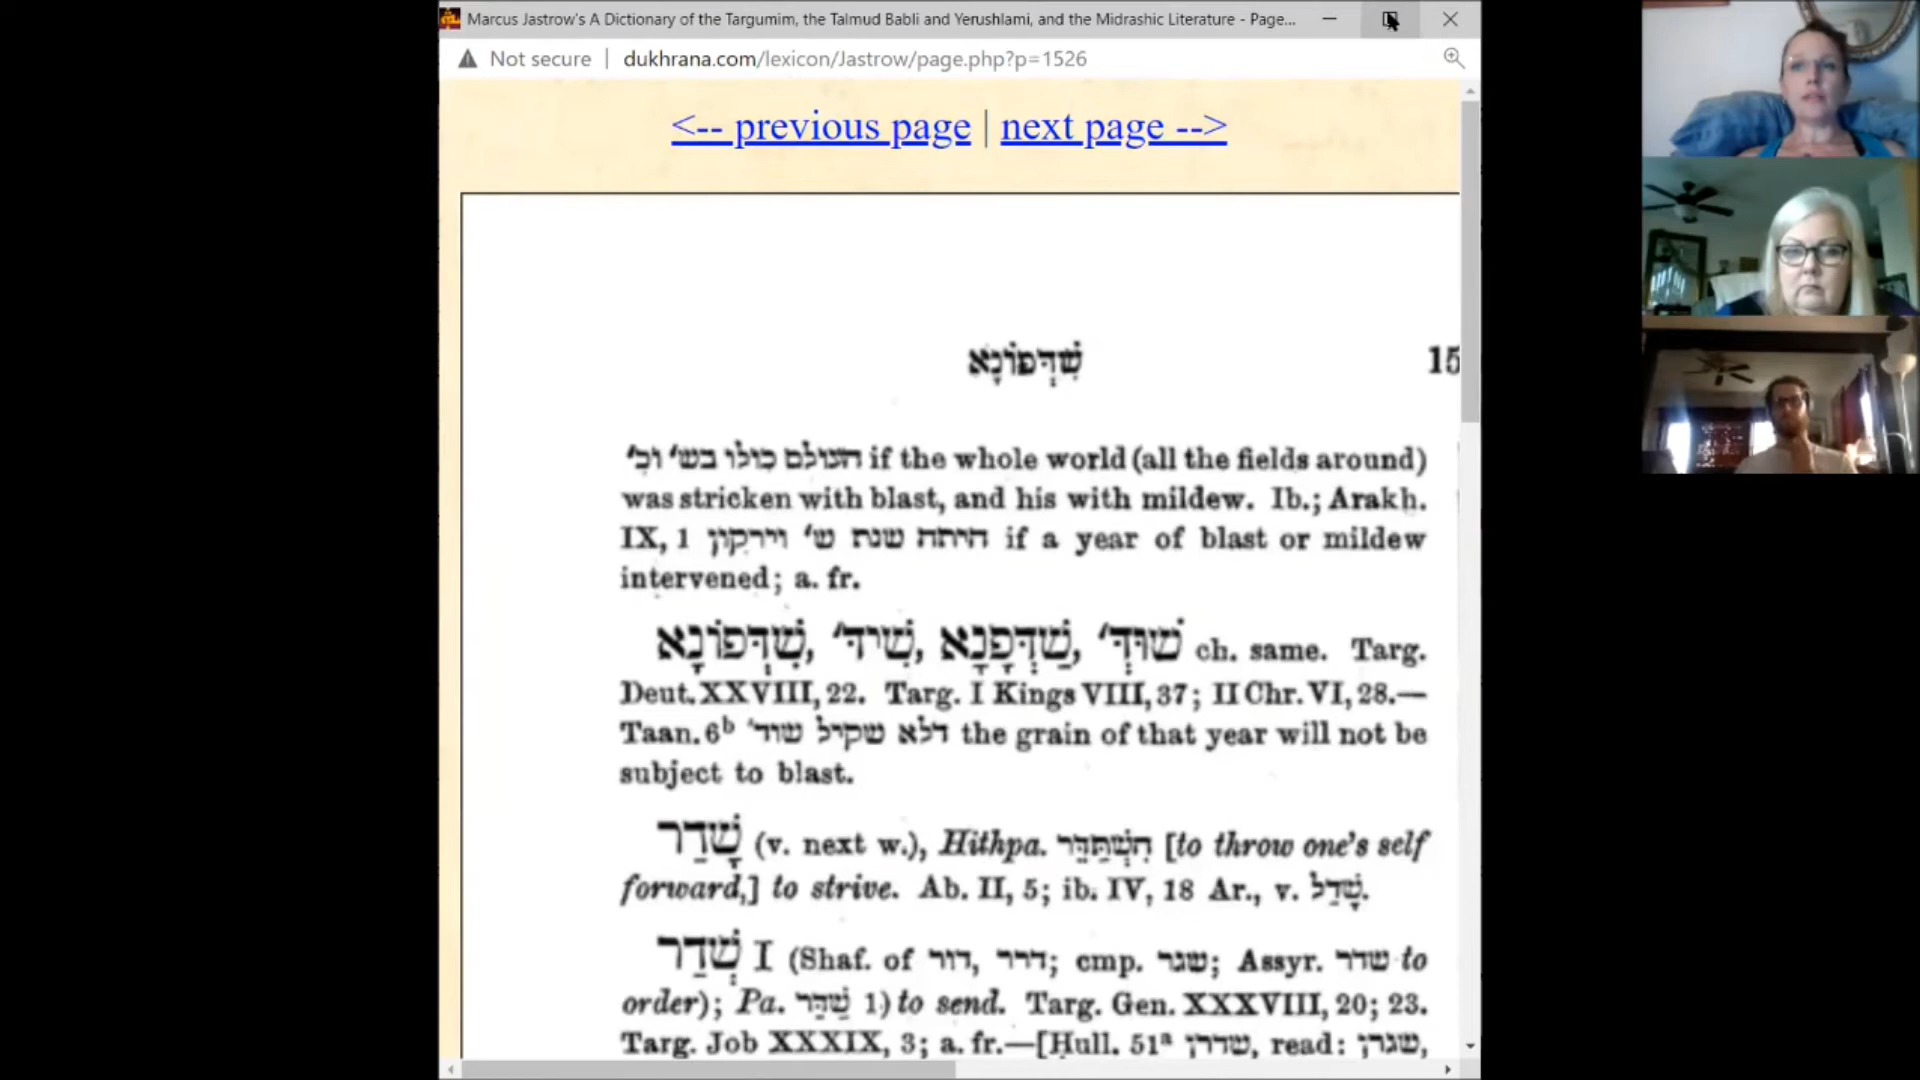 Marcus Jastrow's A Dictionary of the Targumim, the Talmud Babli and Yerushlami, and the Midrashic Literature - Page...
Not secure | dukhrana.com/lexicon/Jastrow/page.php?p=1526
<-- previous page | next page -->
שִׁדְּפוֹנָא 15
העולם כולו בש׳ וכ׳ if the whole world (all the fields around)
was stricken with blast, and his with mildew. Ib.; Arakh.
IX, 1 היתה שנת ש׳ וירקון if a year of blast or mildew
intervened; a. fr.
שִׁדְּפוֹנָא, שִׁידְּ׳, שַׁדְּפָנָא, שׁוּדְּ׳ ch. same. Targ.
Deut. XXVIII, 22. Targ. I Kings VIII, 37; II Chr. VI, 28.—
Taan. 6ᵇ דלא שקיל שוד׳ the grain of that year will not be
subject to blast.
שָׁדַר (v. next w.), Hithpa. הִשְׁתַּדֵּר [to throw one's self
forward,] to strive. Ab. II, 5; ib. IV, 18 Ar., v. שָׁדַל.
שְׁדַר I (Shaf. of דור, דרר; cmp. שגר; Assyr. שדר to
order); Pa. שַׁדַּר 1) to send. Targ. Gen. XXXVIII, 20; 23.
Targ. Job XXXIX, 3; a. fr.—[Ḥull. 51ᵃ שדרן, read: שגרן,